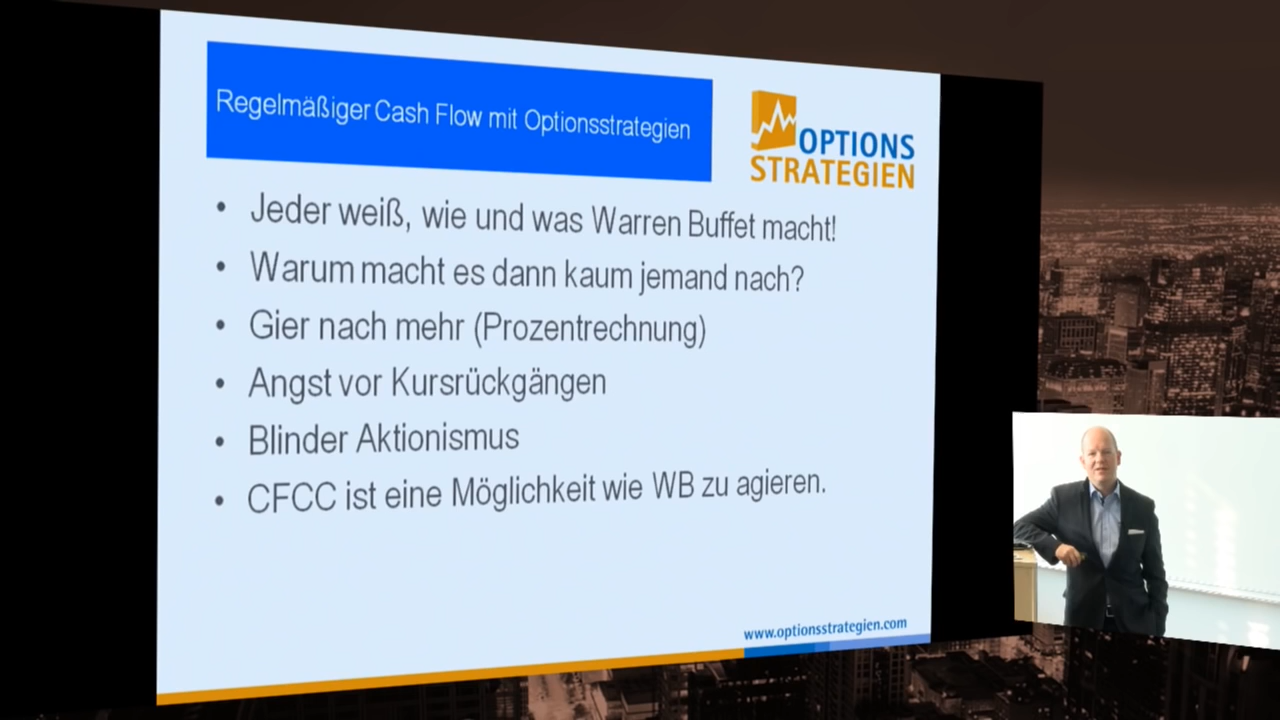 Regelmäßiger Cash Flow mit Optionsstrategien
OPTIONS
STRATEGIEN
• Jeder weiß, wie und was Warren Buffet macht!
• Warum macht es dann kaum jemand nach?
• Gier nach mehr (Prozentrechnung)
• Angst vor Kursrückgängen
• Blinder Aktionismus
• CFCC ist eine Möglichkeit wie WB zu agieren.
www.optionsstrategien.com